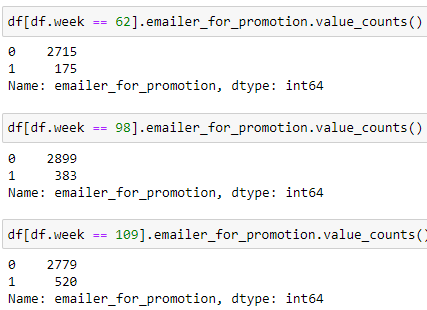 df[df.week == 62].emailer_for_promotion.value_counts()
0    2715
1     175
Name: emailer_for_promotion, dtype: int64
df[df.week == 98].emailer_for_promotion.value_counts()
0    2899
1     383
Name: emailer_for_promotion, dtype: int64
df[df.week == 109].emailer_for_promotion.value_counts()
0    2779
1     520
Name: emailer_for_promotion, dtype: int64